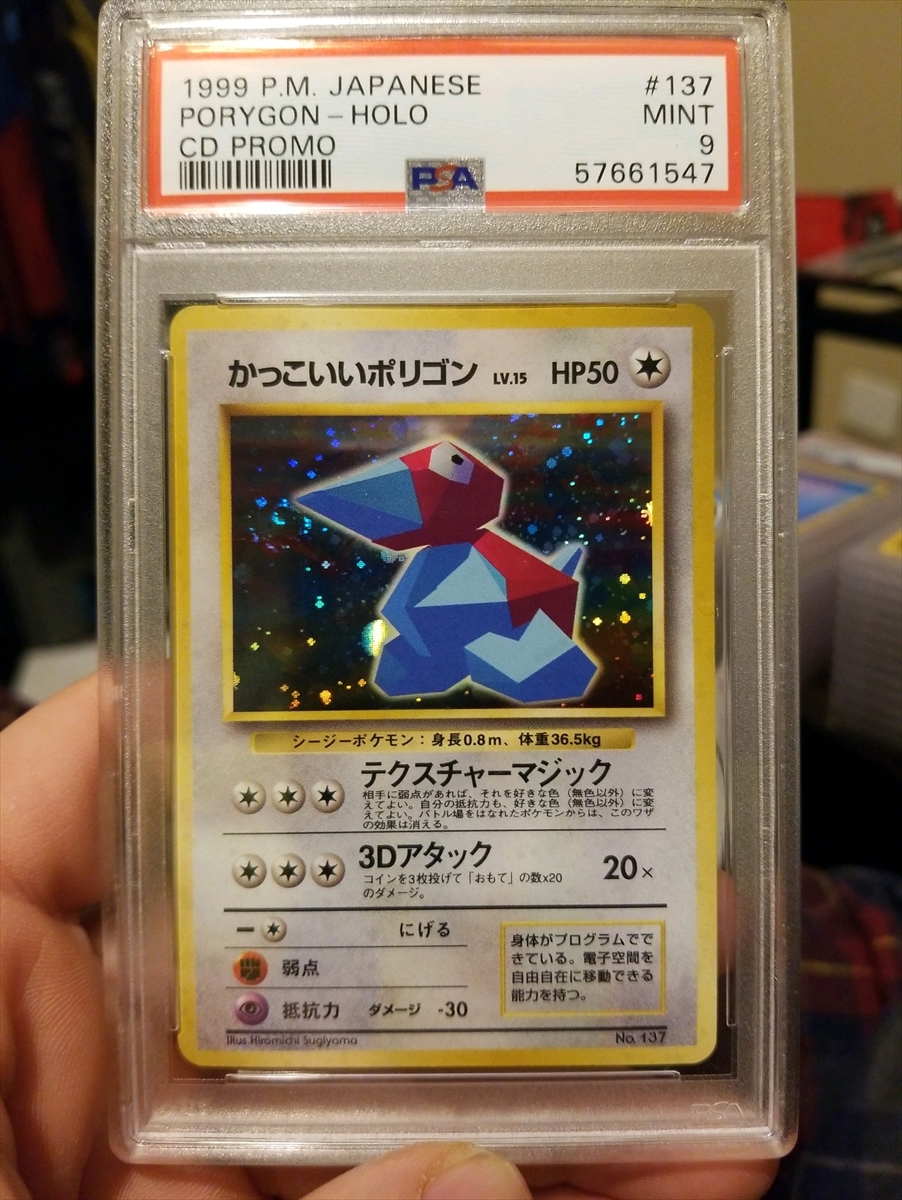 1999 P.M. JAPANESE #137
PORYGON - HOLO MINT
CD PROMO 9
PSA 57661547
かっこいいポリゴン LV.15 HP50
シージーポケモン：身長0.8m、体重36.5kg
テクスチャーマジック
相手に弱点があれば、それを好きな色（無色以外）に変
えてよい。自分の抵抗力も、好きな色（無色以外）に変
えてよい。バトル場をはなれたポケモンからは、このワザ
の効果は消える。
3Dアタック 20×
コインを3枚投げて「おもて」の数×20
のダメージ。
にげる
弱点
抵抗力 ダメージ -30
身体がプログラムでで
きている。電子空間を
自由自在に移動できる
能力を持つ。
Illus. Hiromichi Sugiyama No. 137